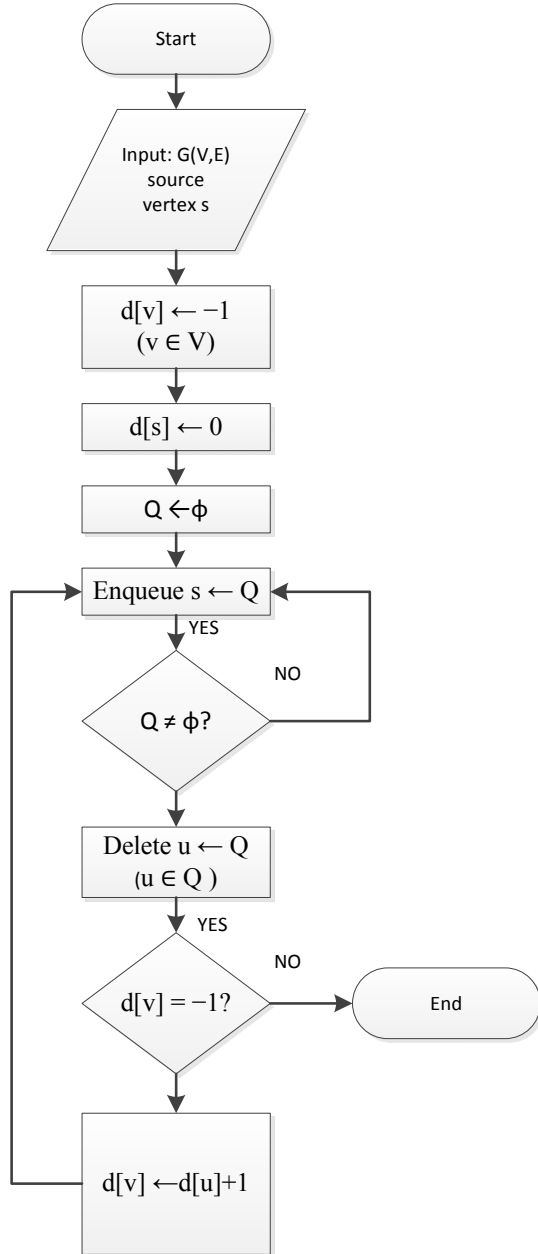 Start
Input: G(V,E)
source
vertex s
d[v] ← −1
(v ∈ V)
d[s] ← 0
Q ←ϕ
Enqueue s ← Q
YES
NO
Q ≠ ϕ?
Delete u ← Q
(u ∈ Q )
YES
NO
d[v] = −1?
End
d[v] ←d[u]+1